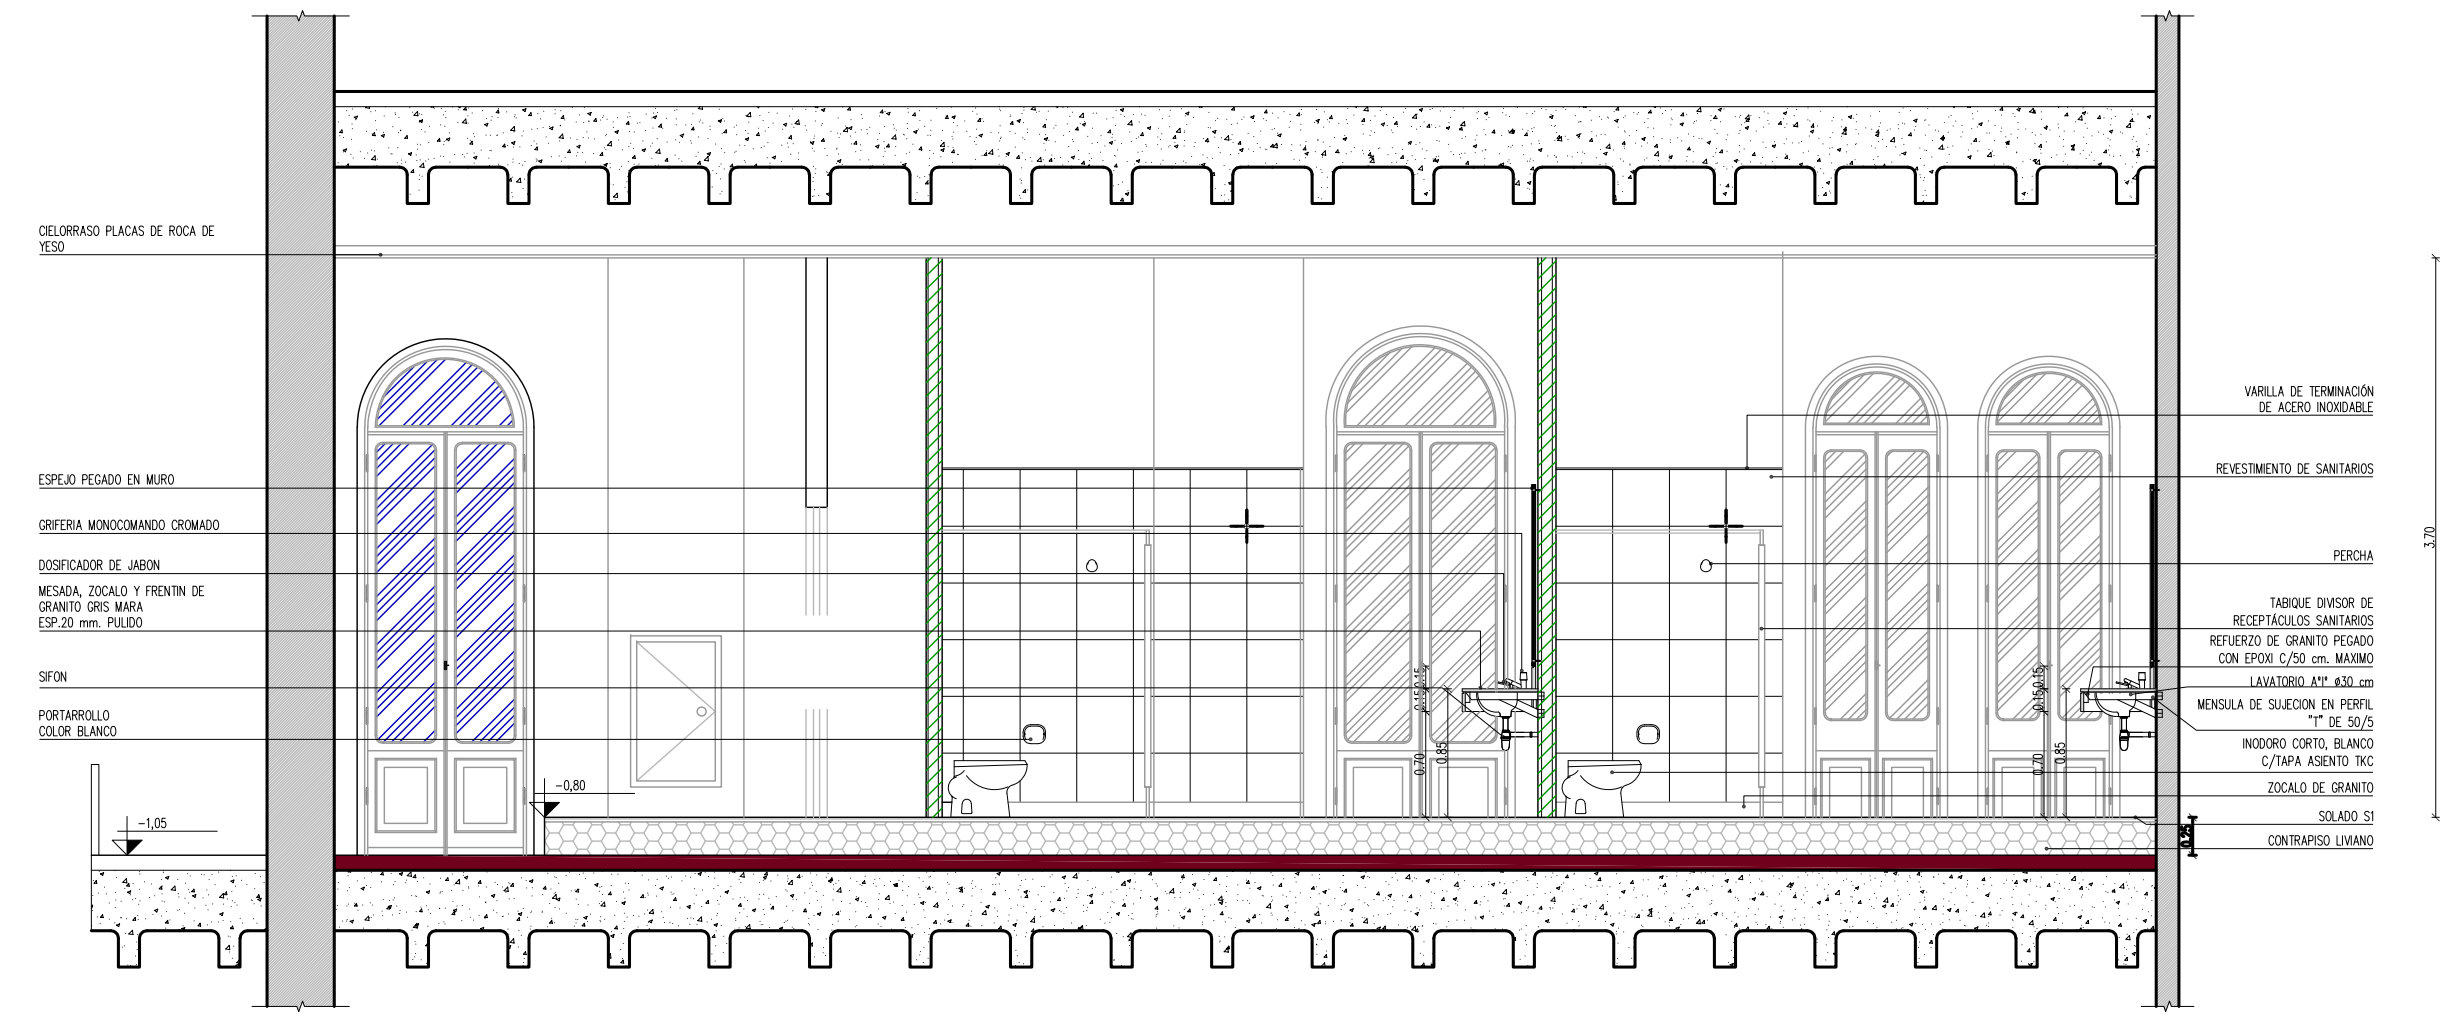 CIELORRASO PLACAS DE ROCA DE
YESO
ESPEJO PEGADO EN MURO
GRIFERIA MONOCOMANDO CROMADO
DOSIFICADOR DE JABON
MESADA, ZOCALO Y FRENTIN DE
GRANITO GRIS MARA
ESP.20 mm. PULIDO
SIFON
PORTARROLLO
COLOR BLANCO
-1,05
-0,80
0.15
0.15
0.70
0.85
0.15
0.15
0.70
0.85
VARILLA DE TERMINACIÓN
DE ACERO INOXIDABLE
REVESTIMIENTO DE SANITARIOS
PERCHA
TABIQUE DIVISOR DE
RECEPTÁCULOS SANITARIOS
REFUERZO DE GRANITO PEGADO
CON EPOXI C/50 cm. MAXIMO
LAVATORIO A°I° ø30 cm
MENSULA DE SUJECION EN PERFIL
"T" DE 50/5
INODORO CORTO, BLANCO
C/TAPA ASIENTO TKC
ZOCALO DE GRANITO
SOLADO S1
CONTRAPISO LIVIANO
0.25
3.70